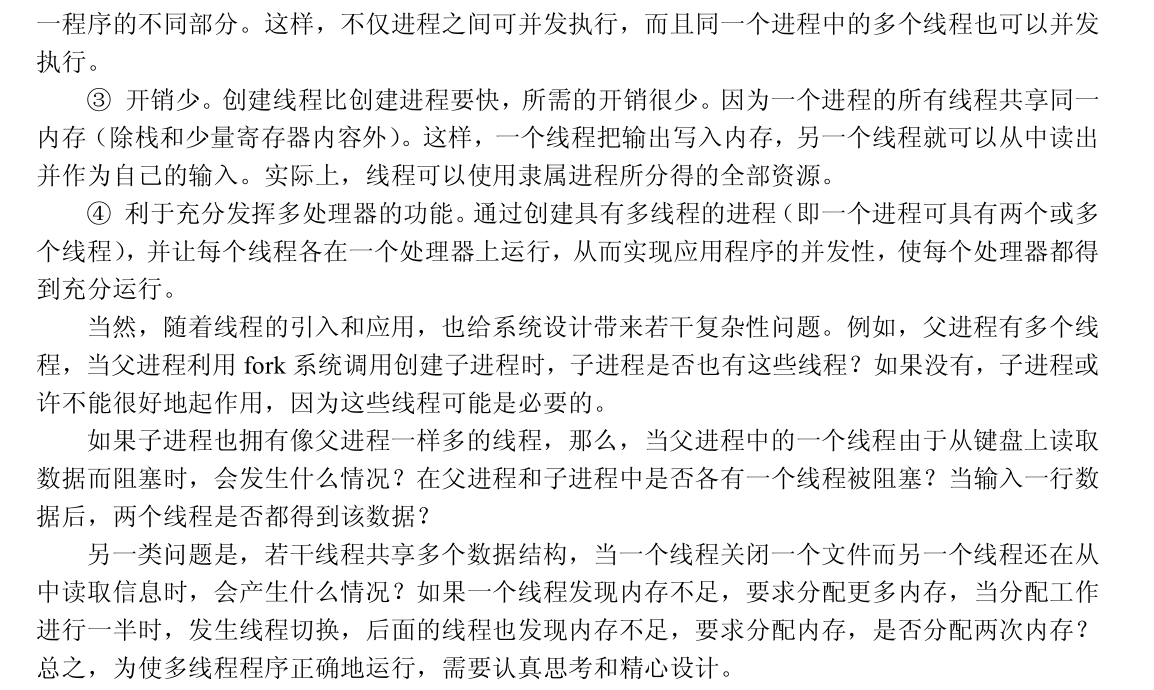 一程序的不同部分。这样，不仅进程之间可并发执行，而且同一个进程中的多个线程也可以并发
执行。
③ 开销少。创建线程比创建进程要快，所需的开销很少。因为一个进程的所有线程共享同一
内存（除栈和少量寄存器内容外）。这样，一个线程把输出写入内存，另一个线程就可以从中读出
并作为自己的输入。实际上，线程可以使用隶属进程所分得的全部资源。
④ 利于充分发挥多处理器的功能。通过创建具有多线程的进程（即一个进程可具有两个或多
个线程），并让每个线程各在一个处理器上运行，从而实现应用程序的并发性，使每个处理器都得
到充分运行。
当然，随着线程的引入和应用，也给系统设计带来若干复杂性问题。例如，父进程有多个线
程，当父进程利用 fork 系统调用创建子进程时，子进程是否也有这些线程？如果没有，子进程或
许不能很好地起作用，因为这些线程可能是必要的。
如果子进程也拥有像父进程一样多的线程，那么，当父进程中的一个线程由于从键盘上读取
数据而阻塞时，会发生什么情况？在父进程和子进程中是否各有一个线程被阻塞？当输入一行数
据后，两个线程是否都得到该数据？
另一类问题是，若干线程共享多个数据结构，当一个线程关闭一个文件而另一个线程还在从
中读取信息时，会产生什么情况？如果一个线程发现内存不足，要求分配更多内存，当分配工作
进行一半时，发生线程切换，后面的线程也发现内存不足，要求分配内存，是否分配两次内存？
总之，为使多线程程序正确地运行，需要认真思考和精心设计。